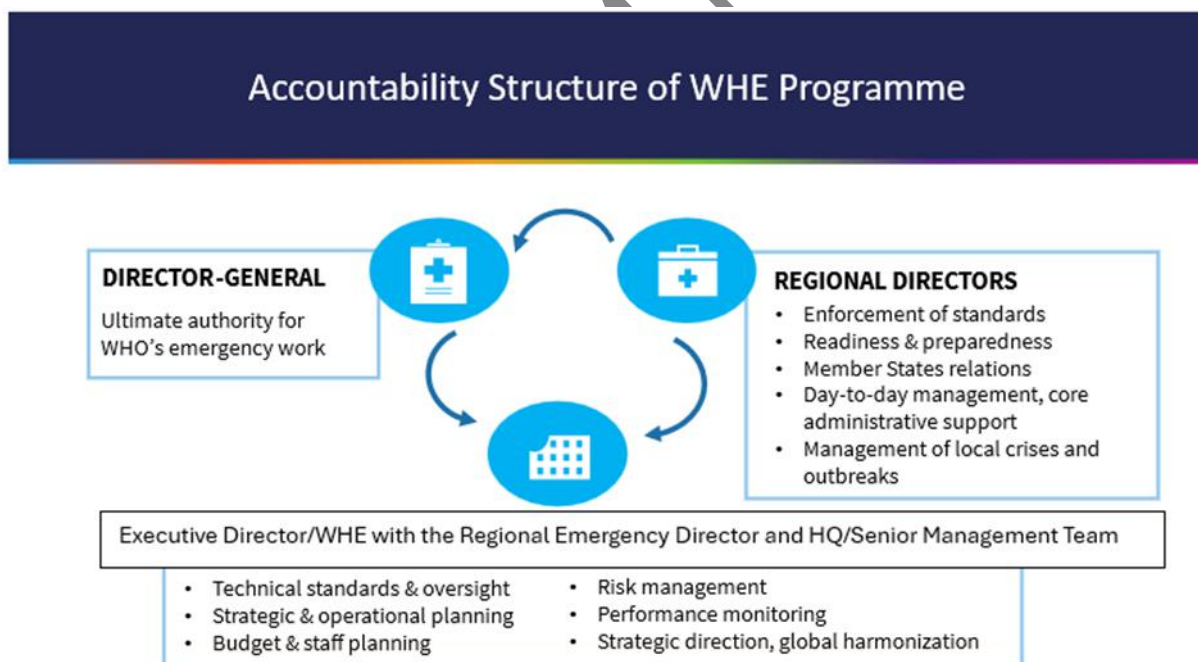 Accountability Structure of WHE Programme
DIRECTOR-GENERAL
Ultimate authority for
WHO's emergency work
REGIONAL DIRECTORS
• Enforcement of standards
• Readiness & preparedness
• Member States relations
• Day-to-day management, core
administrative support
• Management of local crises and
outbreaks
Executive Director/WHE with the Regional Emergency Director and HQ/Senior Management Team
• Technical standards & oversight
• Strategic & operational planning
• Budget & staff planning
• Risk management
• Performance monitoring
• Strategic direction, global harmonization